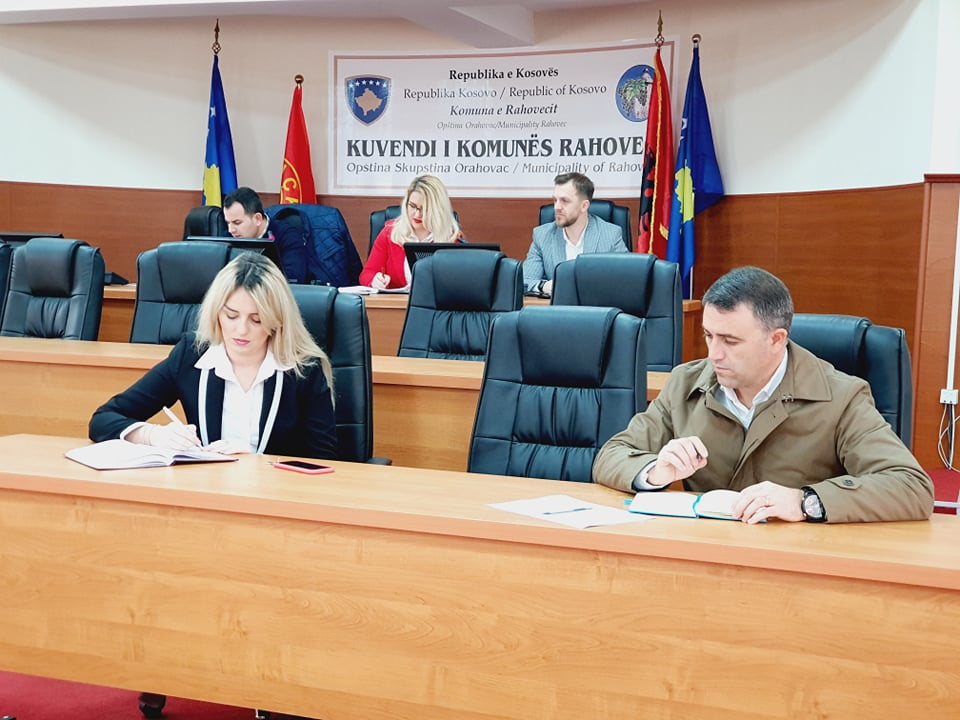 Republika e Kosovës
Republika Kosovo / Republic of Kosovo
Komuna e Rahovecit
Opština Orahovac/Municipality Rahovec
KUVENDI I KOMUNËS RAHOVE
Opština Skupstina Orahovac / Municipality of Rahov